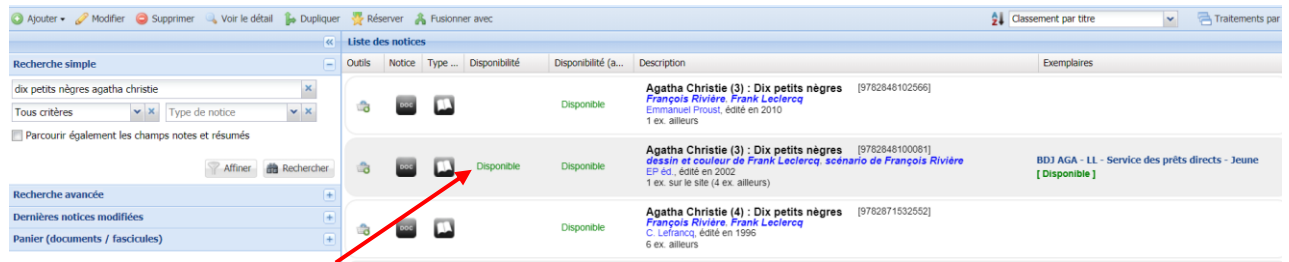 Ajouter Modifier Supprimer Voir le détail Dupliquer Réserver Fusionner avec Classement par titre Traitements par
Liste des notices
Recherche simple
dix petits nègres agatha christie
Tous critères Type de notice
Parcourir également les champs notes et résumés
Affiner Rechercher
Recherche avancée
Dernières notices modifiées
Panier (documents / fascicules)
Outils Notice Type ... Disponibilité Disponibilité (a... Description Exemplaires
DOC Disponible
Agatha Christie (3) : Dix petits nègres [9782848102566]
François Rivière, Frank Leclercq
Emmanuel Proust, édité en 2010
1 ex. ailleurs
DOC Disponible Disponible
Agatha Christie (3) : Dix petits nègres [9782848100081]
dessin et couleur de Frank Leclercq, scénario de François Rivière
EP éd., édité en 2002
1 ex. sur le site (4 ex. ailleurs)
BDJ AGA - LL - Service des prêts directs - Jeune
[ Disponible ]
DOC Disponible
Agatha Christie (4) : Dix petits nègres [9782871532552]
François Rivière, Frank Leclercq
C. Lefrancq, édité en 1996
6 ex. ailleurs